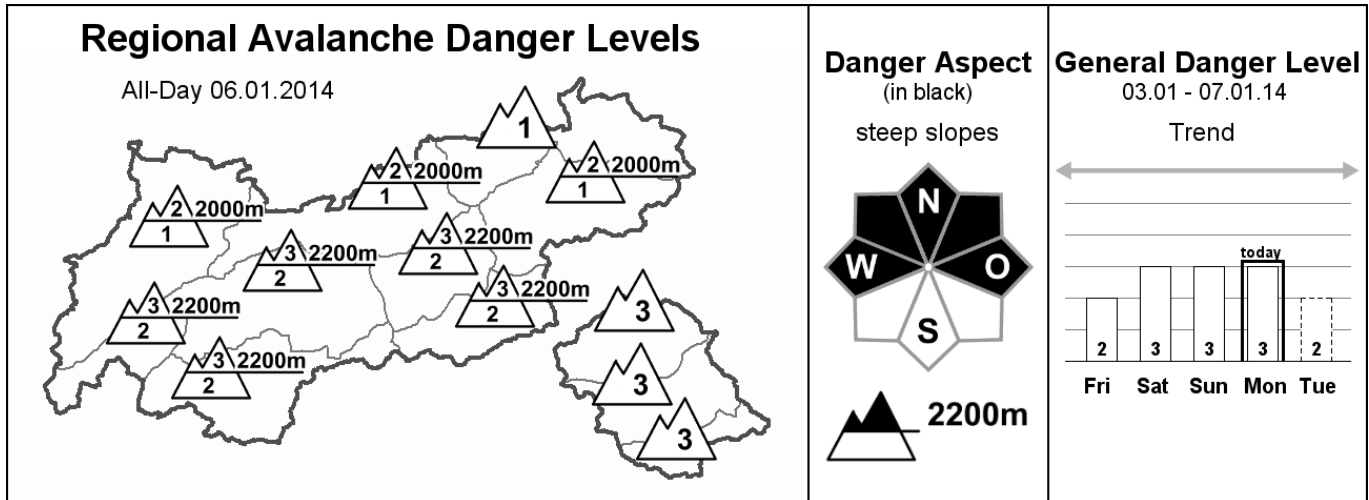 Regional Avalanche Danger Levels
All-Day 06.01.2014
1
2 2000m
1
2 2000m
1
2 2000m
1
3 2200m
2
3 2200m
2
3 2200m
2
3 2200m
2
3 2200m
2
3
3
3
Danger Aspect
(in black)
steep slopes
N
W O
S
2200m
General Danger Level
03.01 - 07.01.14
Trend
today
2 3 3 3 2
Fri Sat Sun Mon Tue